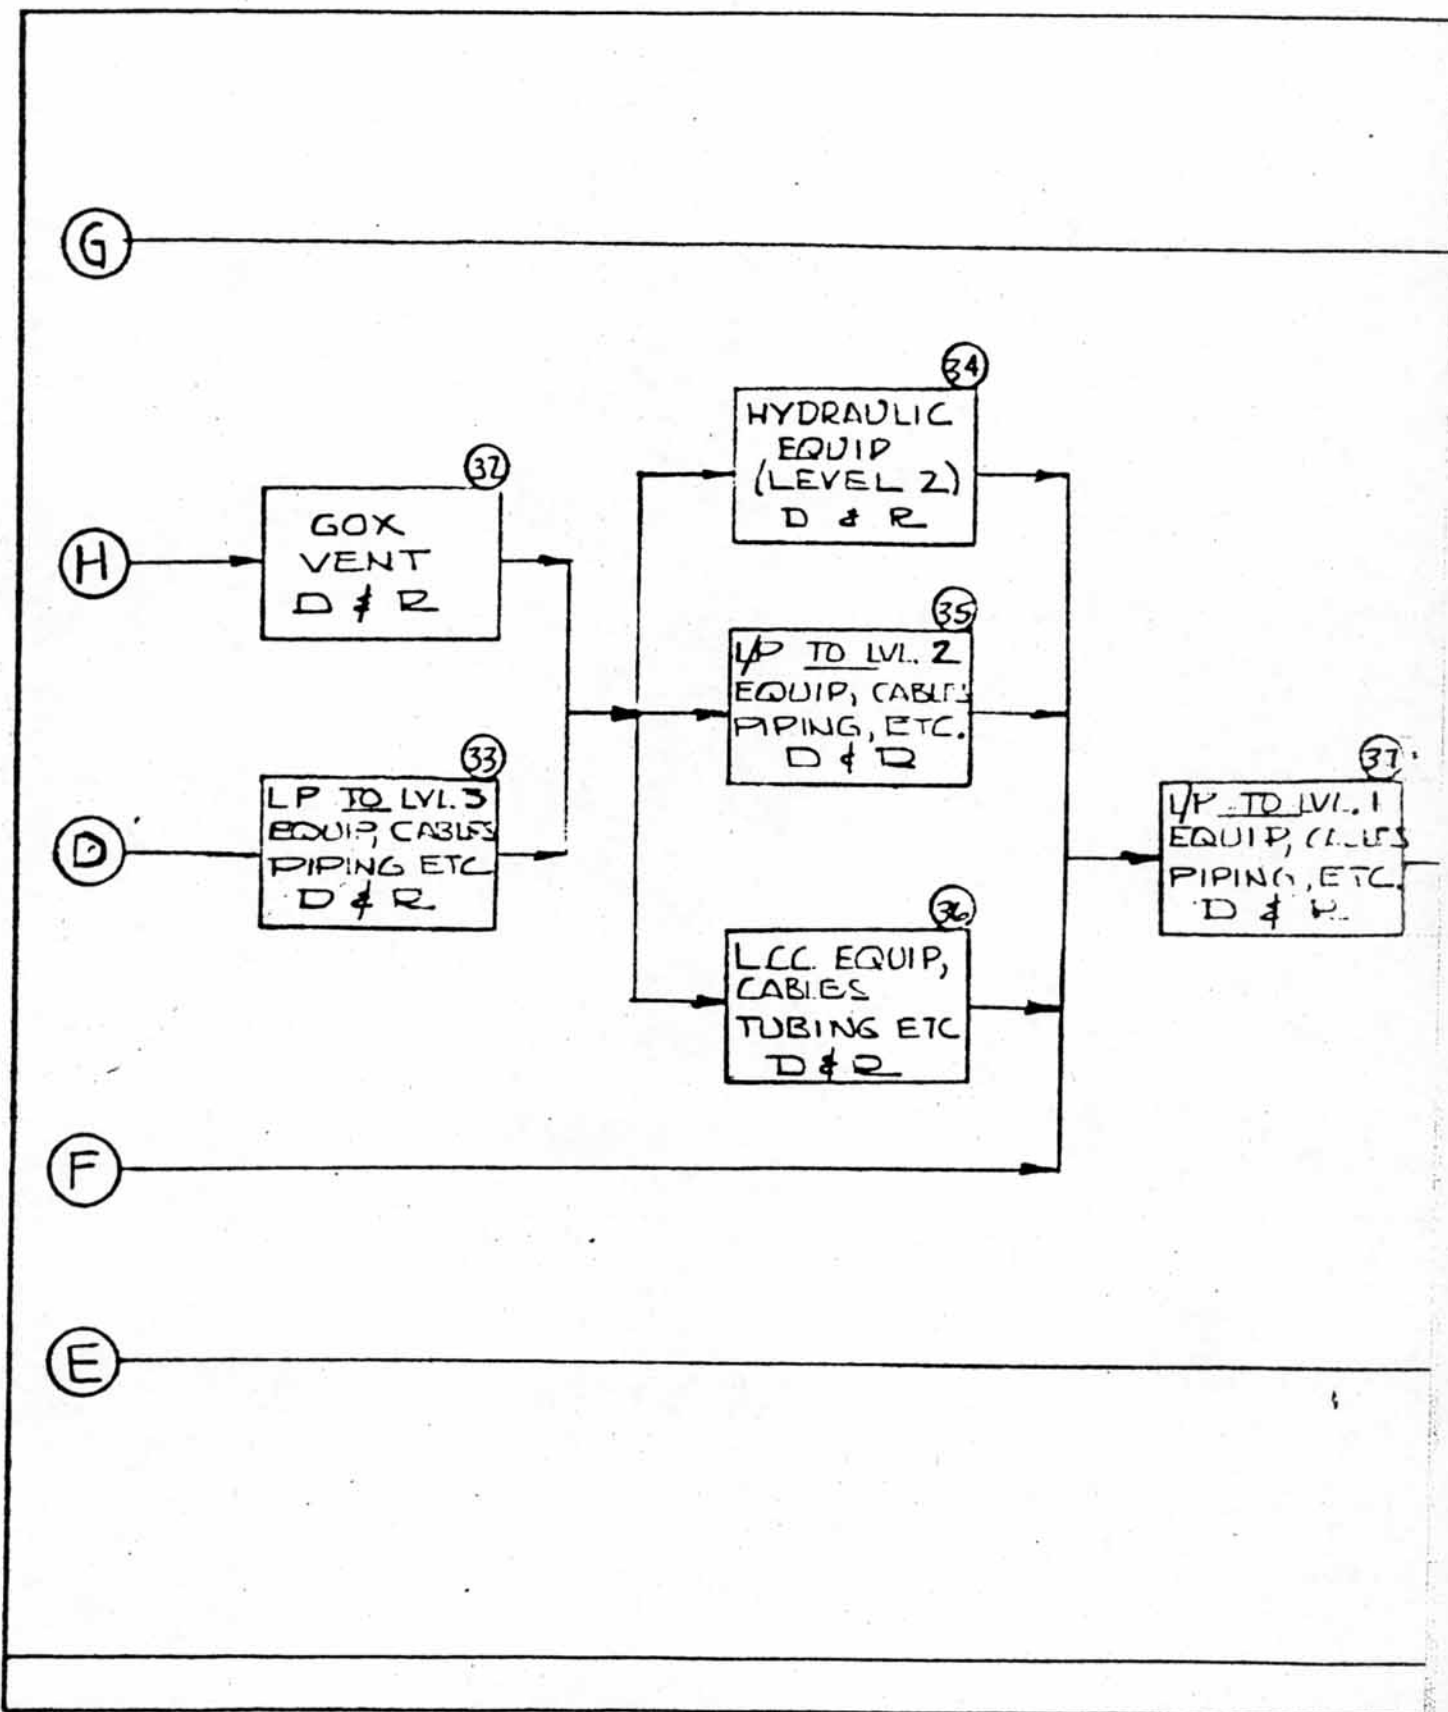 G
34
HYDRAULIC
EQUIP
(LEVEL 2)
D & R
32
GOX
VENT
D & R
H
35
L/P TO LVL. 2
EQUIP, CABLES
PIPING, ETC.
D & R
33
LP TO LVL. 3
EQUIP, CABLES
PIPING ETC
D & R
D
37
L/P TO LVL. 1
EQUIP,
PIPING, ETC.
D & R
36
LCC EQUIP,
CABLES
TUBING ETC
D & R
F
E